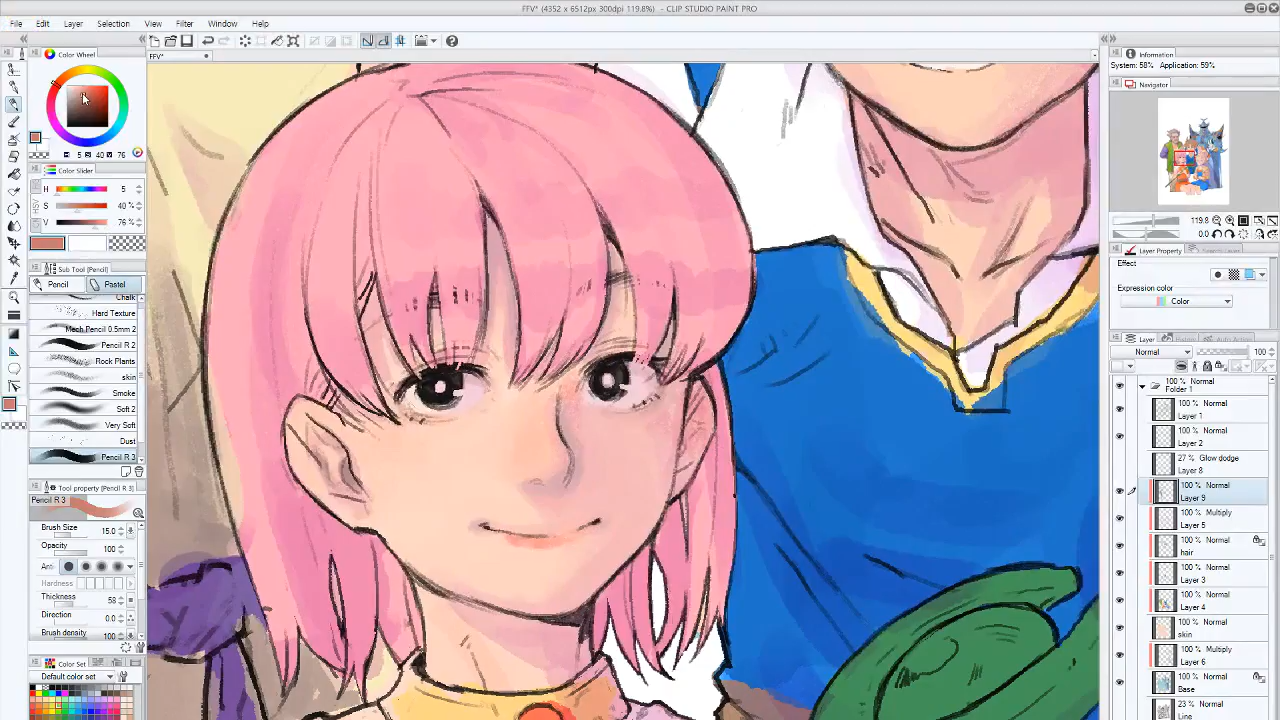 FFV* (4352 x 6512px 300dpi 119.8%) - CLIP STUDIO PAINT PRO
File Edit Layer Selection View Filter Window Help
FFV*
Color Wheel
5 40 76
Color Slider
H 5
S 40 %
V 76 %
HSV
Sub Tool [Pencil]
Pencil Pastel
Chalk
Hard Texture
Mech Pencil 0.5mm 2
Pencil R 2
Rock Plants
skin
Smoke
Soft 2
Very Soft
Dust
Pencil R 3
Tool property [Pencil R 3]
Pencil R 3
Brush Size 15.0
Opacity 100
Anti
Hardness
Thickness 58
Direction 0.0
Brush density 100
Color Set
Default color set
Information
System: 58% Application: 59%
Navigator
119.8
0.0
Layer Property
Effect
Expression color
Color
Layer
Normal 100
100 % Normal
Folder 1
100 % Normal
Layer 1
100 % Normal
Layer 2
27 % Glow dodge
Layer 8
100 % Normal
Layer 9
100 % Multiply
Layer 5
100 % Normal
hair
100 % Normal
Layer 3
100 % Normal
Layer 4
100 % Normal
skin
100 % Multiply
Layer 6
100 % Normal
Base
23 % Normal